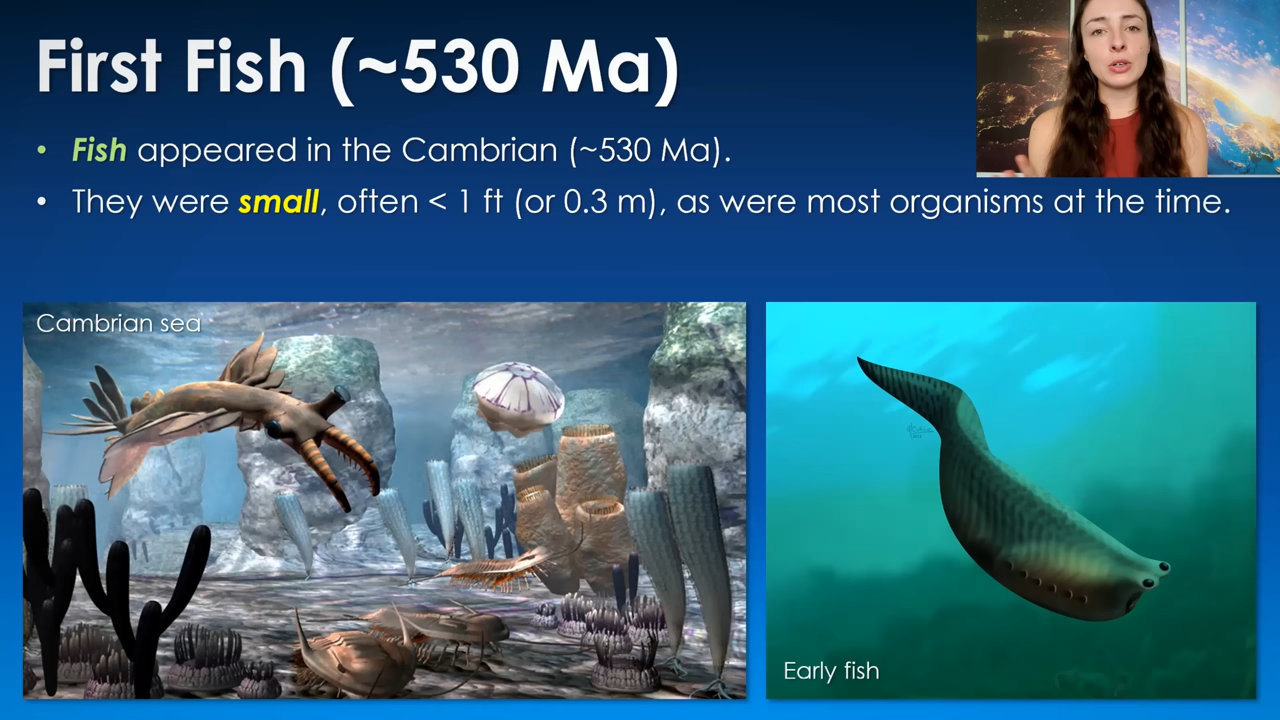 First Fish (~530 Ma)
• Fish appeared in the Cambrian (~530 Ma).
• They were small, often < 1 ft (or 0.3 m), as were most organisms at the time.
Cambrian sea
Early fish